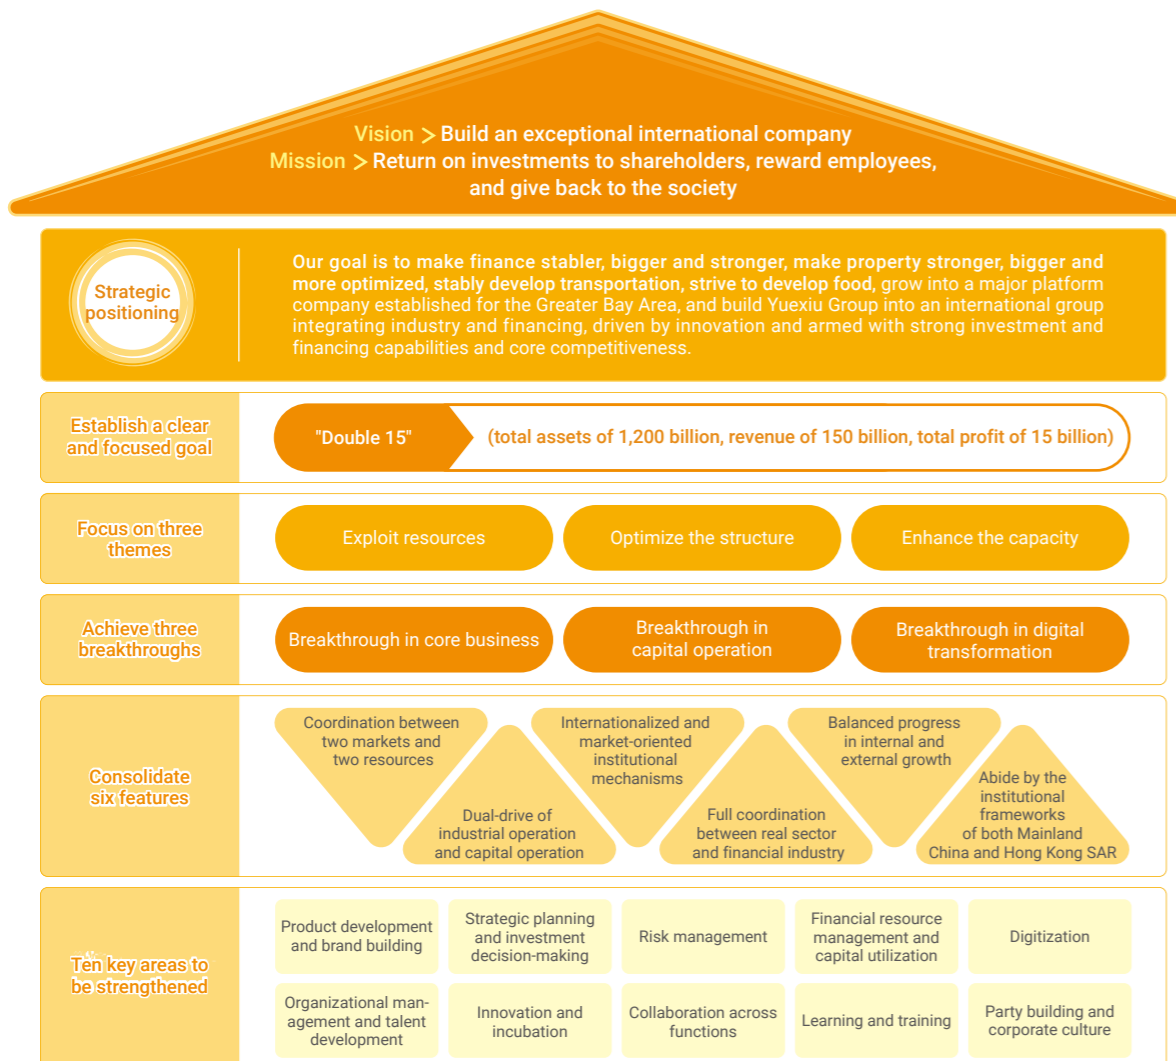 Vision > Build an exceptional international company
Mission > Return on investments to shareholders, reward employees,
and give back to the society
Strategic
positioning
Our goal is to make finance stabler, bigger and stronger, make property stronger, bigger and
more optimized, stably develop transportation, strive to develop food, grow into a major platform
company established for the Greater Bay Area, and build Yuexiu Group into an international group
integrating industry and financing, driven by innovation and armed with strong investment and
financing capabilities and core competitiveness.
Establish a clear
and focused goal
"Double 15"
(total assets of 1,200 billion, revenue of 150 billion, total profit of 15 billion)
Focus on three
themes
Exploit resources
Optimize the structure
Enhance the capacity
Achieve three
breakthroughs
Breakthrough in core business
Breakthrough in
capital operation
Breakthrough in digital
transformation
Consolidate
six features
Coordination between
two markets and
two resources
Dual-drive of
industrial operation
and capital operation
Internationalized and
market-oriented
institutional
mechanisms
Full coordination
between real sector
and financial industry
Balanced progress
in internal and
external growth
Abide by the
institutional
frameworks
of both Mainland
China and Hong Kong SAR
Ten key areas to
be strengthened
Product development
and brand building
Strategic planning
and investment
decision-making
Risk management
Financial resource
management and
capital utilization
Digitization
Organizational man-
agement and talent
development
Innovation and
incubation
Collaboration across
functions
Learning and training
Party building and
corporate culture